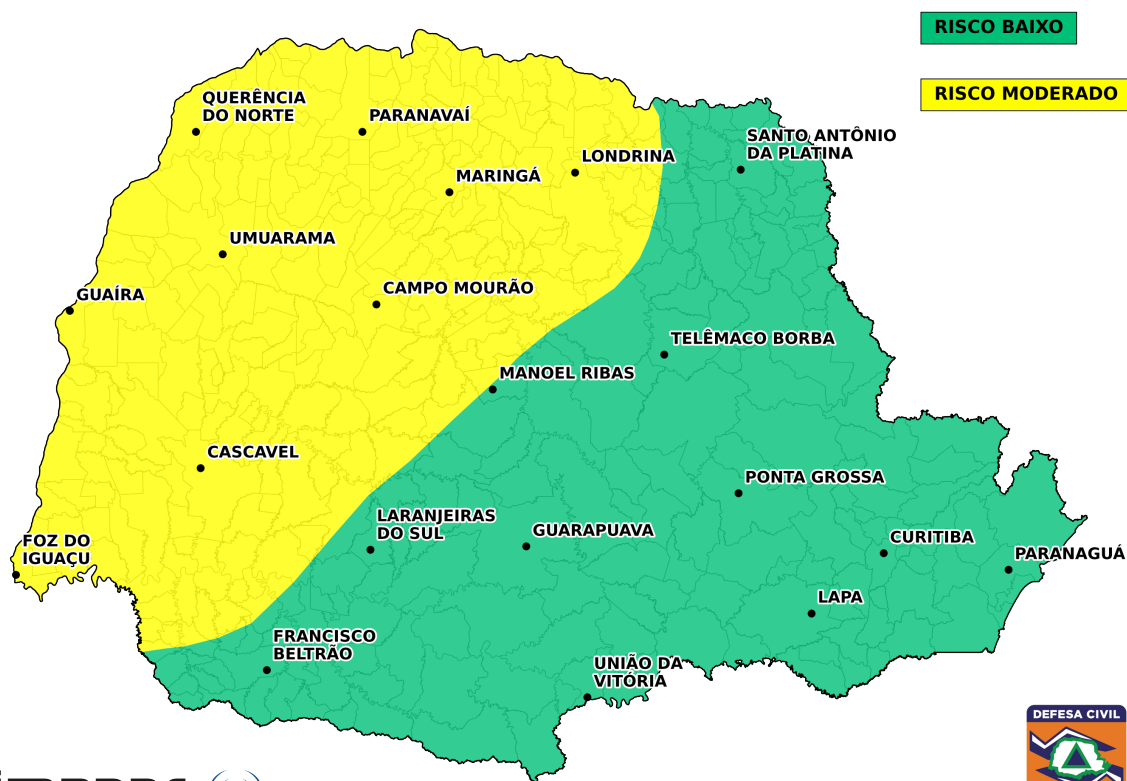 RISCO BAIXO
RISCO MODERADO
QUERÊNCIA
DO NORTE
PARANAVAÍ
SANTO ANTÔNIO
DA PLATINA
LONDRINA
MARINGÁ
UMUARAMA
CAMPO MOURÃO
GUAÍRA
TELÊMACO BORBA
MANOEL RIBAS
CASCAVEL
PONTA GROSSA
LARANJEIRAS
DO SUL
GUARAPUAVA
CURITIBA
FOZ DO
IGUAÇU
PARANAGUÁ
LAPA
FRANCISCO
BELTRÃO
UNIÃO DA
VITÓRIA
DEFESA CIVIL